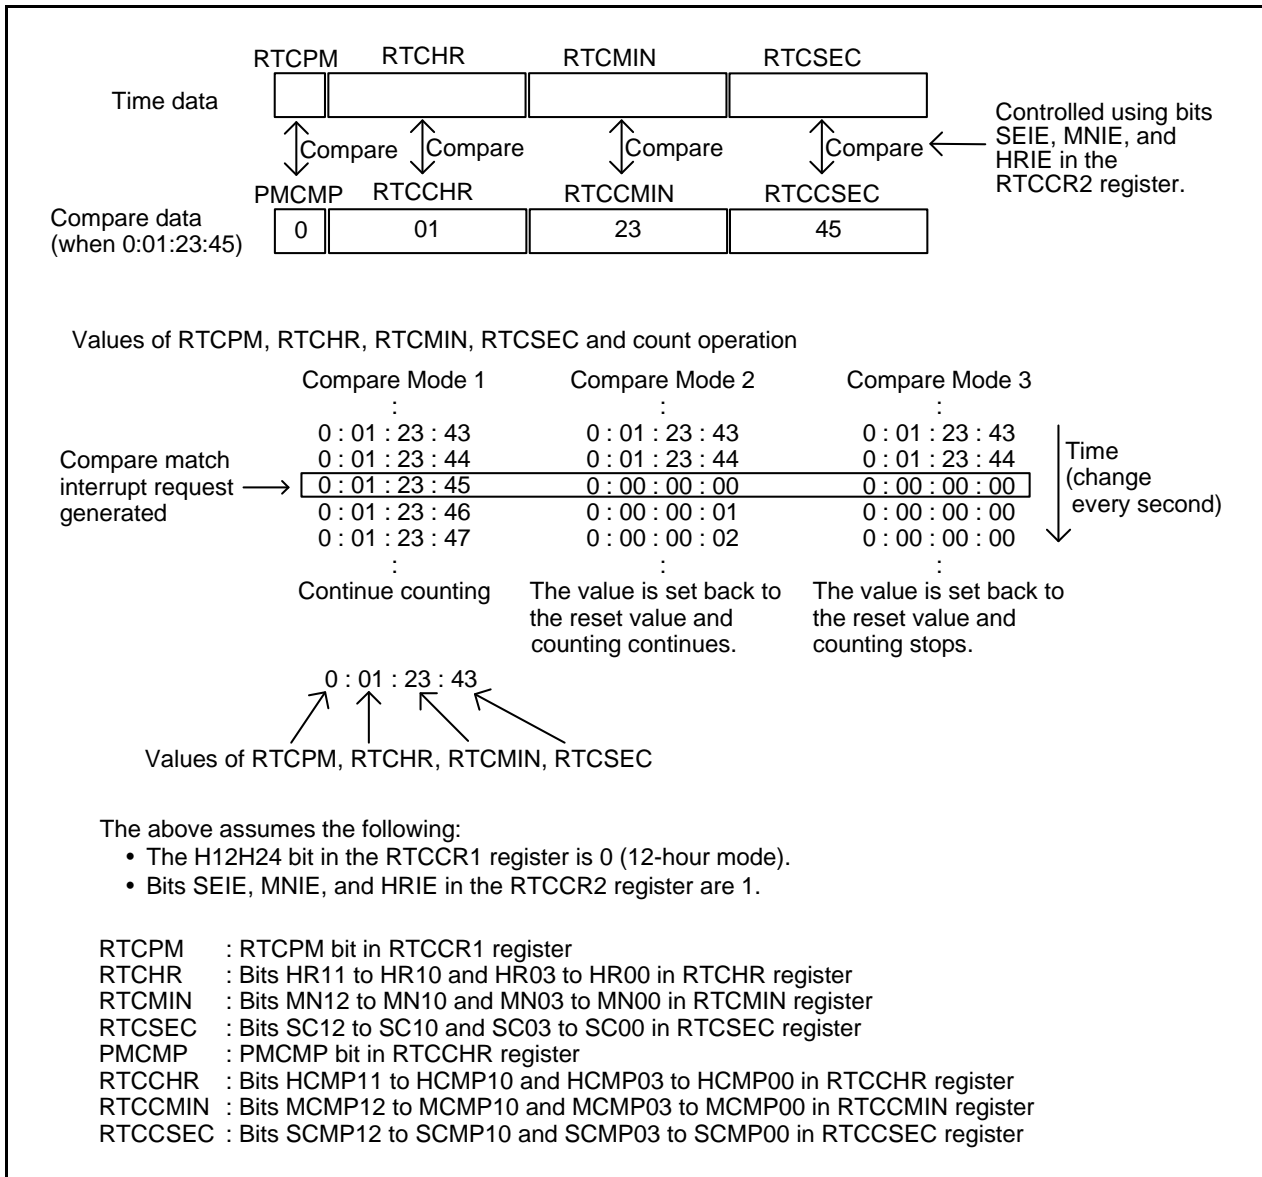 RTCPM RTCHR RTCMIN RTCSEC
Time data
Compare Compare Compare Compare
Controlled using bits
SEIE, MNIE, and
HRIE in the
RTCCR2 register.
PMCMP RTCCHR RTCCMIN RTCCSEC
Compare data
(when 0:01:23:45)
0 01 23 45
Values of RTCPM, RTCHR, RTCMIN, RTCSEC and count operation
Compare Mode 1 Compare Mode 2 Compare Mode 3
: : :
0 : 01 : 23 : 43 0 : 01 : 23 : 43 0 : 01 : 23 : 43
0 : 01 : 23 : 44 0 : 01 : 23 : 44 0 : 01 : 23 : 44
0 : 01 : 23 : 45 0 : 00 : 00 : 00 0 : 00 : 00 : 00
0 : 01 : 23 : 46 0 : 00 : 00 : 01 0 : 00 : 00 : 00
0 : 01 : 23 : 47 0 : 00 : 00 : 02 0 : 00 : 00 : 00
: : :
Compare match
interrupt request
generated
Time
(change
every second)
Continue counting
The value is set back to
the reset value and
counting continues.
The value is set back to
the reset value and
counting stops.
0 : 01 : 23 : 43
Values of RTCPM, RTCHR, RTCMIN, RTCSEC
The above assumes the following:
• The H12H24 bit in the RTCCR1 register is 0 (12-hour mode).
• Bits SEIE, MNIE, and HRIE in the RTCCR2 register are 1.
RTCPM : RTCPM bit in RTCCR1 register
RTCHR : Bits HR11 to HR10 and HR03 to HR00 in RTCHR register
RTCMIN : Bits MN12 to MN10 and MN03 to MN00 in RTCMIN register
RTCSEC : Bits SC12 to SC10 and SC03 to SC00 in RTCSEC register
PMCMP : PMCMP bit in RTCCHR register
RTCCHR : Bits HCMP11 to HCMP10 and HCMP03 to HCMP00 in RTCCHR register
RTCCMIN : Bits MCMP12 to MCMP10 and MCMP03 to MCMP00 in RTCCMIN register
RTCCSEC : Bits SCMP12 to SCMP10 and SCMP03 to SCMP00 in RTCCSEC register